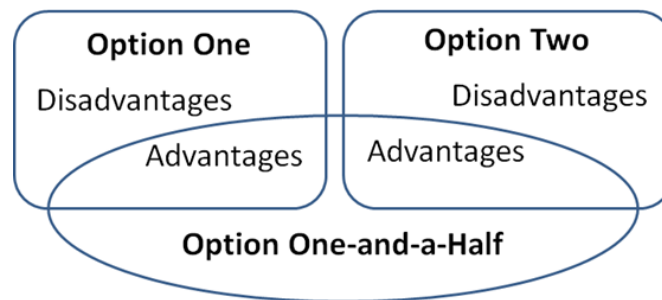 Option One
Disadvantages
Advantages
Option Two
Disadvantages
Advantages
Option One-and-a-Half